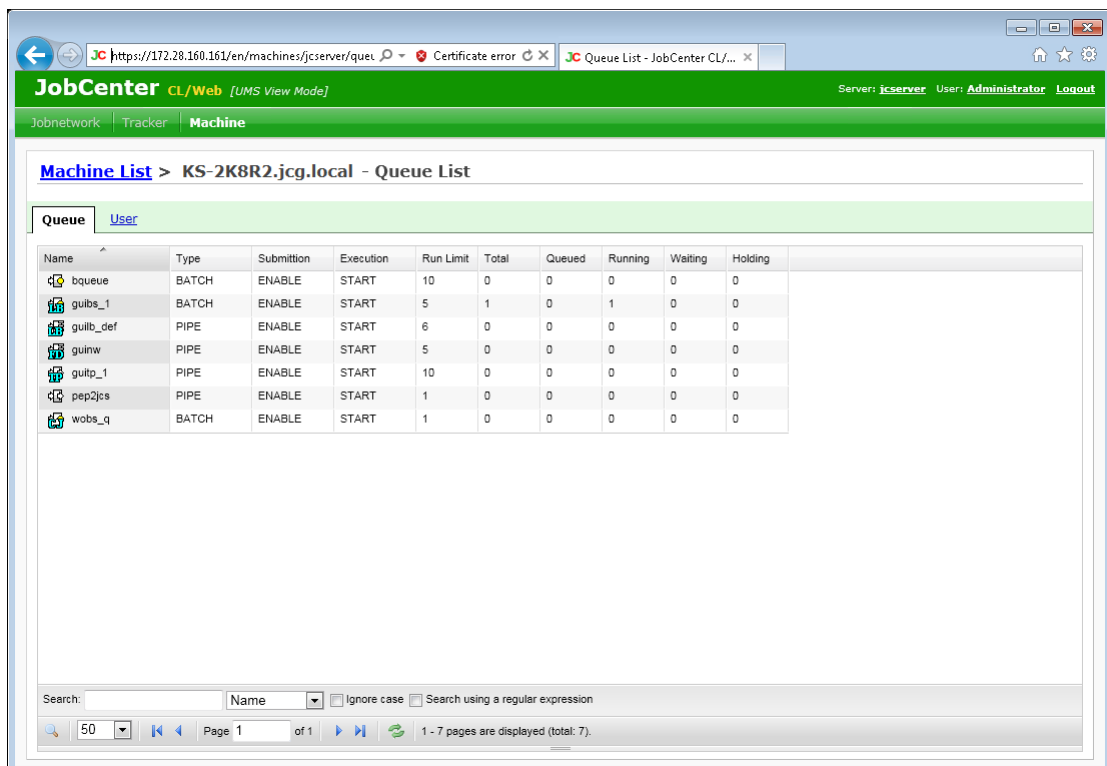 JC https://172.28.160.161/en/machines/jcserver/queu Certificate error JC Queue List - JobCenter CL/...
JobCenter CL/Web [UMS View Mode] Server: jcserver User: Administrator Logout
Jobnetwork Tracker Machine
Machine List > KS-2K8R2.jcg.local - Queue List
Queue User
Name Type Submittion Execution Run Limit Total Queued Running Waiting Holding
bqueue BATCH ENABLE START 10 0 0 0 0 0
guibs_1 BATCH ENABLE START 5 1 0 1 0 0
guilb_def PIPE ENABLE START 6 0 0 0 0 0
guinw PIPE ENABLE START 5 0 0 0 0 0
guitp_1 PIPE ENABLE START 10 0 0 0 0 0
pep2jcs PIPE ENABLE START 1 0 0 0 0 0
wobs_q BATCH ENABLE START 1 0 0 0 0 0
Search: Name Ignore case Search using a regular expression
50 Page 1 of 1 1 - 7 pages are displayed (total: 7).